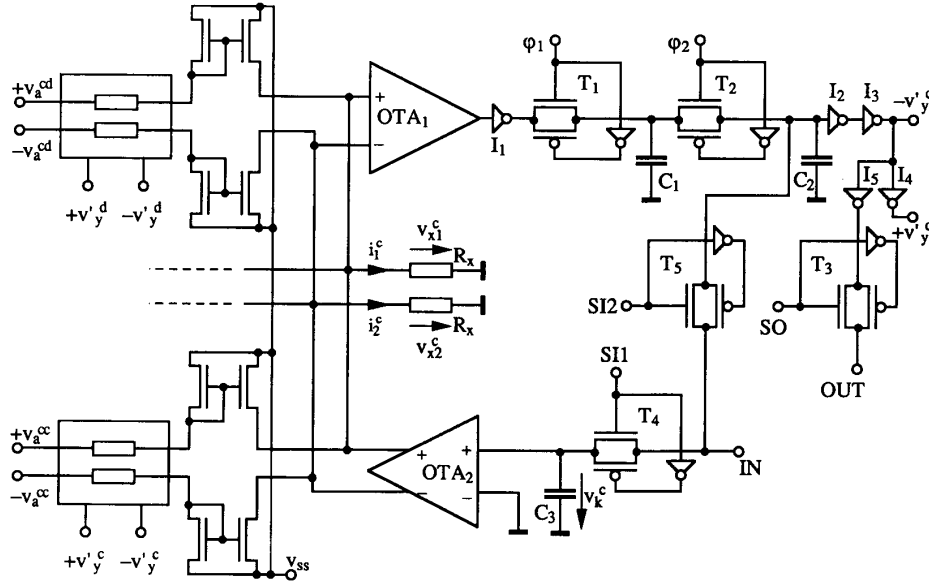 φ1 φ2
+v_a^cd
−v_a^cd
+v'_y^d −v'_y^d
+ OTA1 −
I1
T1 T2
C1 C2
I2 I3 −v'_y^c
I5 I4
+v'_y^c
i_1^c v_x1^c Rx
i_2^c v_x2^c Rx
SI2 T5
SO T3
OUT
SI1
T4
IN
+v_a^cc
−v_a^cc
+v'_y^c −v'_y^c
+ − OTA2 + −
C3 v_k^c
v_ss